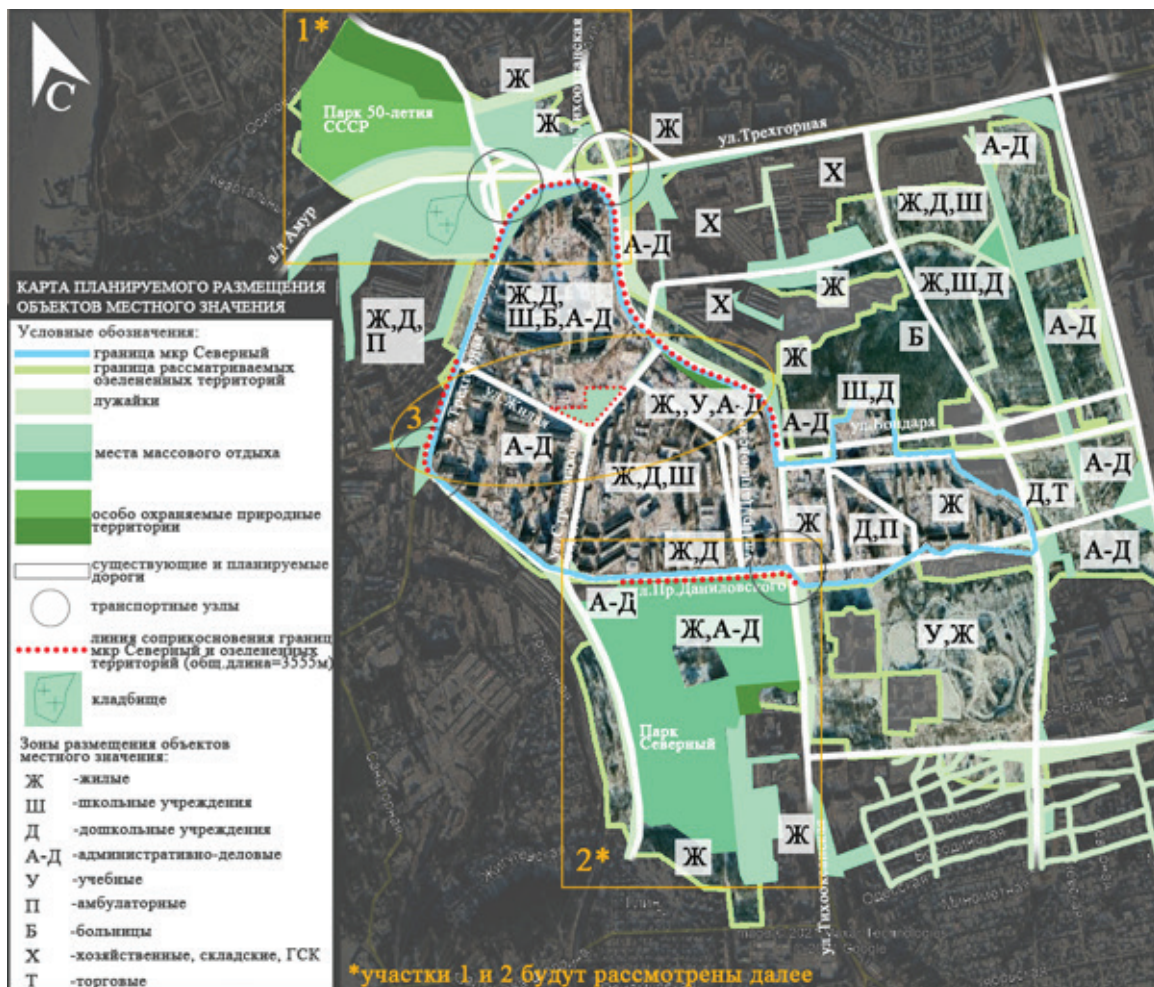 1*
С
Ж
Ж
Ж
Парк 50-летия
СССР
ул.Трехгорная
а/д Амур
А-Д
Х
Ж,Д,Ш
Х
А-Д
Ж,Д,
Ш,Б,А-Д
Ж,Ш,Д
Ж
Х
Ж,Д,
П
Б
А-Д
Ж
Ш,Д
ул.Жилая
Ж,,У,А-Д
3
А-Д
ул.Бондаря
А-Д
Ж,Д,Ш
А-Д
Ж
Д,Т
Ж
Д,П
Ж,Д
А-Д
А-Д
ул.Пр.Даниловского
Ж,А-Д
У,Ж
Парк
Северный
Ж
Ж
2*
КАРТА ПЛАНИРУЕМОГО РАЗМЕЩЕНИЯ
ОБЪЕКТОВ МЕСТНОГО ЗНАЧЕНИЯ
Условные обозначения:
граница мкр Северный
граница рассматриваемых
озелененных территорий
лужайки
места массового отдыха
особо охраняемые природные
территории
существующие и планируемые
дороги
транспортные узлы
линия соприкосновения границ
мкр Северный и озелененных
территорий (общ.длина=3555м)
кладбище
Зоны размещения объектов
местного значения:
Ж -жилые
Ш -школьные учреждения
Д -дошкольные учреждения
А-Д -административно-деловые
У -учебные
П -амбулаторные
Б -больницы
Х -хозяйственные, складские, ГСК
Т -торговые
*участки 1 и 2 будут рассмотрены далее